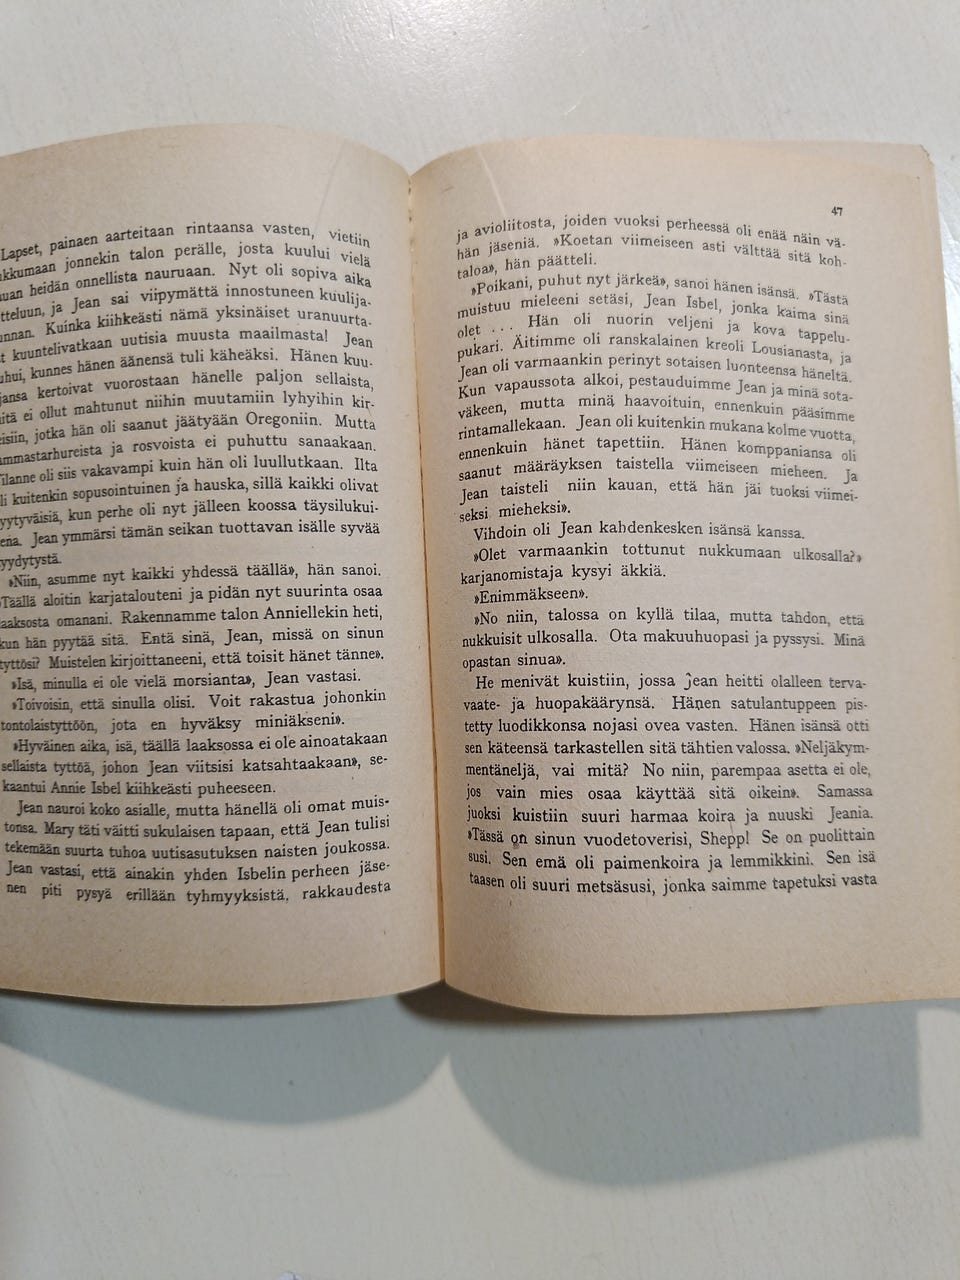 Lapset, painaen aarteitaan rintaansa vasten, vietiin
kkumaan jonnekin talon perälle, josta kuului vielä
uan heidän onnellista nauruaan. Nyt oli sopiva aika
tteluun, ja Jean sai viipymättä innostuneen kuulija-
nnan. Kuinka kiihkeästi nämä yksinäiset uranuurta-
t kuuntelivatkaan uutisia muusta maailmasta! Jean
uhui, kunnes hänen äänensä tuli käheäksi. Hänen kuu-
jansa kertoivat vuorostaan hänelle paljon sellaista,
itä ei ollut mahtunut niihin muutamiin lyhyihin kir-
eisiin, jotka hän oli saanut jäätyään Oregoniin. Mutta
mmastarhureista ja rosvoista ei puhuttu sanaakaan.
ilanne oli siis vakavampi kuin hän oli luullutkaan. Ilta
li kuitenkin sopusointuinen ja hauska, sillä kaikki olivat
yytyväisiä, kun perhe oli nyt jälleen koossa täysilukui-
ena. Jean ymmärsi tämän seikan tuottavan isälle syvää
yydytystä.
»Niin, asumme nyt kaikki yhdessä täällä», hän sanoi.
»Täällä aloitin karjatalouteni ja pidän nyt suurinta osaa
laaksosta omanani. Rakennamme talon Anniellekin heti,
kun hän pyytää sitä. Entä sinä, Jean, missä on sinun
tyttösi? Muistelen kirjoittaneeni, että toisit hänet tänne».
»Isä, minulla ei ole vielä morsianta», Jean vastasi.
»Toivoisin, että sinulla olisi. Voit rakastua johonkin
tontolaistyttöön, jota en hyväksy miniäkseni».
»Hyväinen aika, isä, täällä laaksossa ei ole ainoatakaan
sellaista tyttöä, johon Jean viitsisi katsahtaakaan», se-
kaantui Annie Isbel kiihkeästi puheeseen.
Jean nauroi koko asialle, mutta hänellä oli omat muis-
tonsa. Mary täti väitti sukulaisen tapaan, että Jean tulisi
tekemään suurta tuhoa uutisasutuksen naisten joukossa.
Jean vastasi, että ainakin yhden Isbelin perheen jäse-
nen piti pysyä erillään tyhmyyksistä, rakkaudesta
47
ja avioliitosta, joiden vuoksi perheessä oli enää näin vä-
hän jäseniä. »Koetan viimeiseen asti välttää sitä koh-
taloa», hän päätteli.
»Poikani, puhut nyt järkeä», sanoi hänen isänsä. »Tästä
muistuu mieleeni setäsi, Jean Isbel, jonka kaima sinä
olet . . . Hän oli nuorin veljeni ja kova tappelu-
pukari. Äitimme oli ranskalainen kreoli Lousianasta, ja
Jean oli varmaankin perinyt sotaisen luonteensa häneltä.
Kun vapaussota alkoi, pestauduimme Jean ja minä sota-
väkeen, mutta minä haavoituin, ennenkuin pääsimme
rintamallekaan. Jean oli kuitenkin mukana kolme vuotta,
ennenkuin hänet tapettiin. Hänen komppaniansa oli
saanut määräyksen taistella viimeiseen mieheen. Ja
Jean taisteli niin kauan, että hän jäi tuoksi viimei-
seksi mieheksi».
Vihdoin oli Jean kahdenkesken isänsä kanssa.
»Olet varmaankin tottunut nukkumaan ulkosalla?»
karjanomistaja kysyi äkkiä.
»Enimmäkseen».
»No niin, talossa on kyllä tilaa, mutta tahdon, että
nukkuisit ulkosalla. Ota makuuhuopasi ja pyssysi. Minä
opastan sinua».
He menivät kuistiin, jossa jean heitti olalleen terva-
vaate- ja huopakäärynsä. Hänen satulantuppeen pis-
tetty luodikkonsa nojasi ovea vasten. Hänen isänsä otti
sen käteensä tarkastellen sitä tähtien valossa. »Neljäkym-
mentäneljä, vai mitä? No niin, parempaa asetta ei ole,
jos vain mies osaa käyttää sitä oikein». Samassa
juoksi kuistiin suuri harmaa koira ja nuuski Jeania.
»Tässä on sinun vuodetoverisi, Shepp! Se on puolittain
susi. Sen emä oli paimenkoira ja lemmikkini. Sen isä
taasen oli suuri metsäsusi, jonka saimme tapetuksi vasta